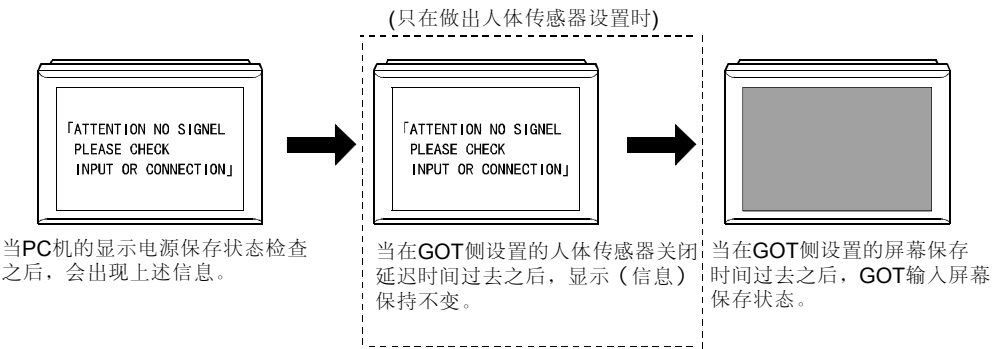 (只在做出人体传感器设置时)
「ATTENTION NO SIGNEL
PLEASE CHECK
INPUT OR CONNECTION」
当PC机的显示电源保存状态检查
之后，会出现上述信息。
「ATTENTION NO SIGNEL
PLEASE CHECK
INPUT OR CONNECTION」
当在GOT侧设置的人体传感器关闭
延迟时间过去之后，显示（信息）
保持不变。
当在GOT侧设置的屏幕保存
时间过去之后，GOT输入屏幕
保存状态。